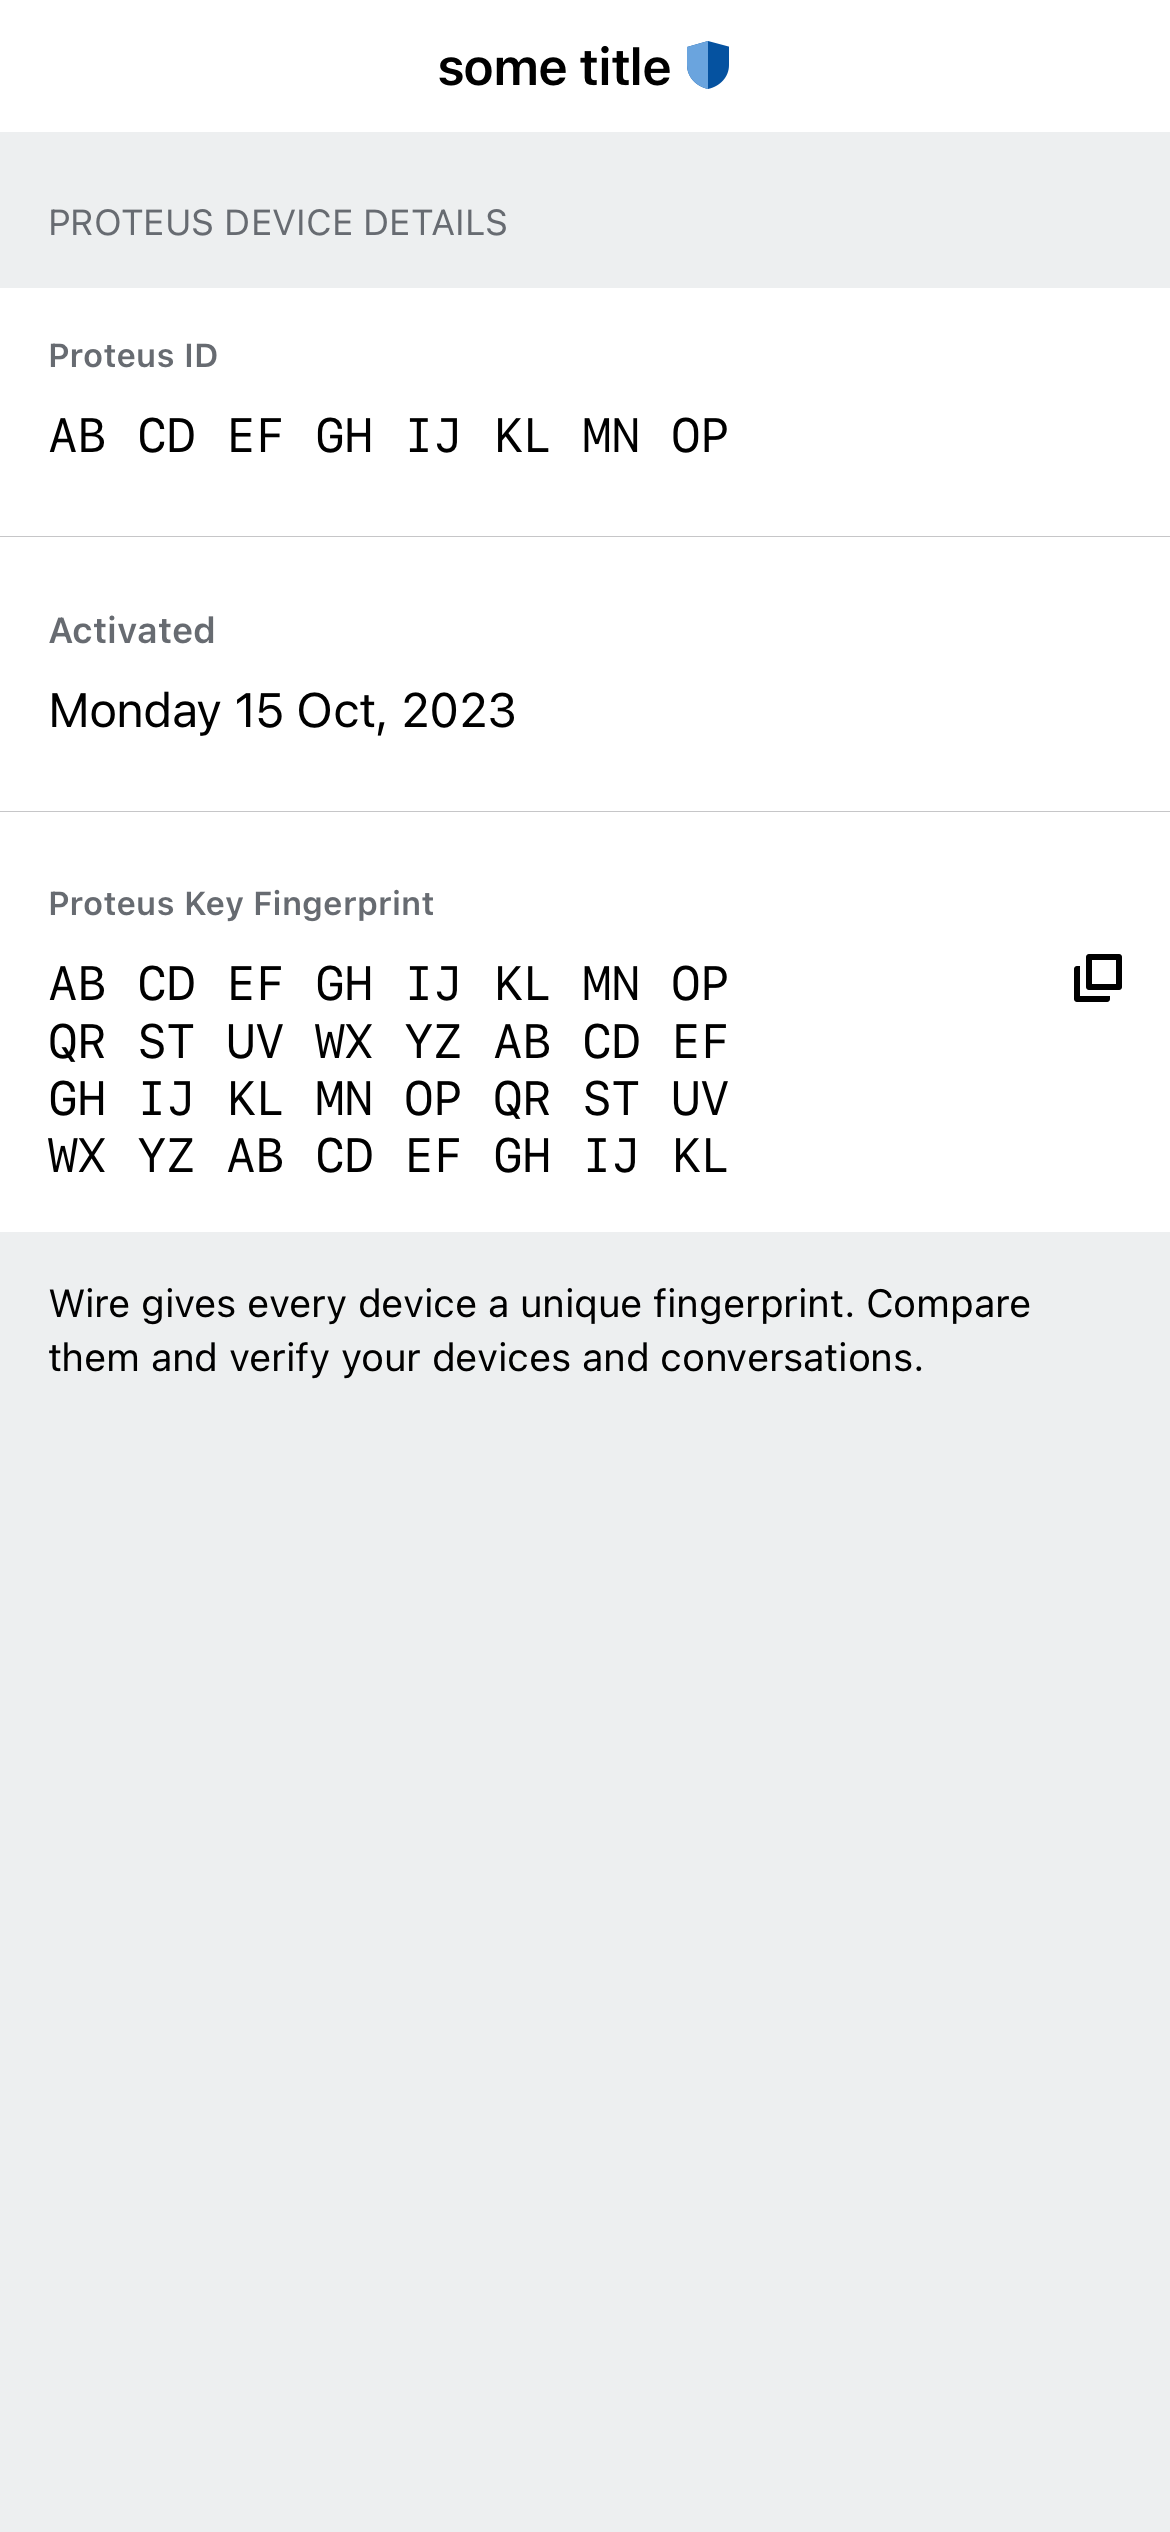 some title
PROTEUS DEVICE DETAILS
Proteus ID
AB CD EF GH IJ KL MN OP
Activated
Monday 15 Oct, 2023
Proteus Key Fingerprint
AB CD EF GH IJ KL MN OP
QR ST UV WX YZ AB CD EF
GH IJ KL MN OP QR ST UV
WX YZ AB CD EF GH IJ KL
Wire gives every device a unique fingerprint. Compare
them and verify your devices and conversations.